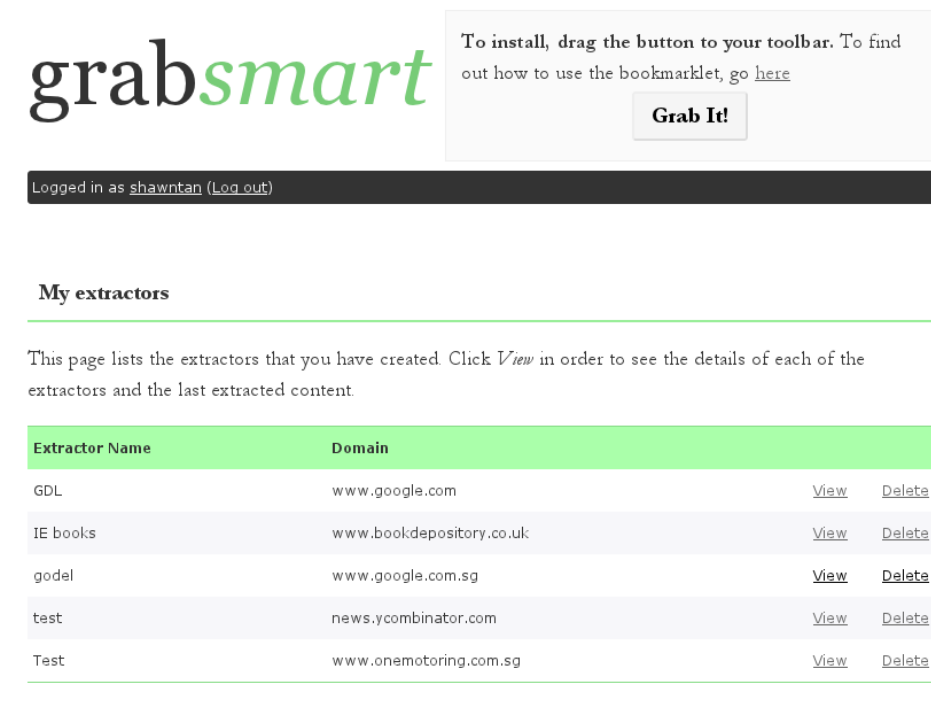 grabsmart
To install, drag the button to your toolbar. To find
out how to use the bookmarklet, go here
Grab It!
Logged in as shawntan (Log out)
My extractors
This page lists the extractors that you have created. Click View in order to see the details of each of the
extractors and the last extracted content.
Extractor Name Domain
GDL www.google.com View Delete
IE books www.bookdepository.co.uk View Delete
godel www.google.com.sg View Delete
test news.ycombinator.com View Delete
Test www.onemotoring.com.sg View Delete